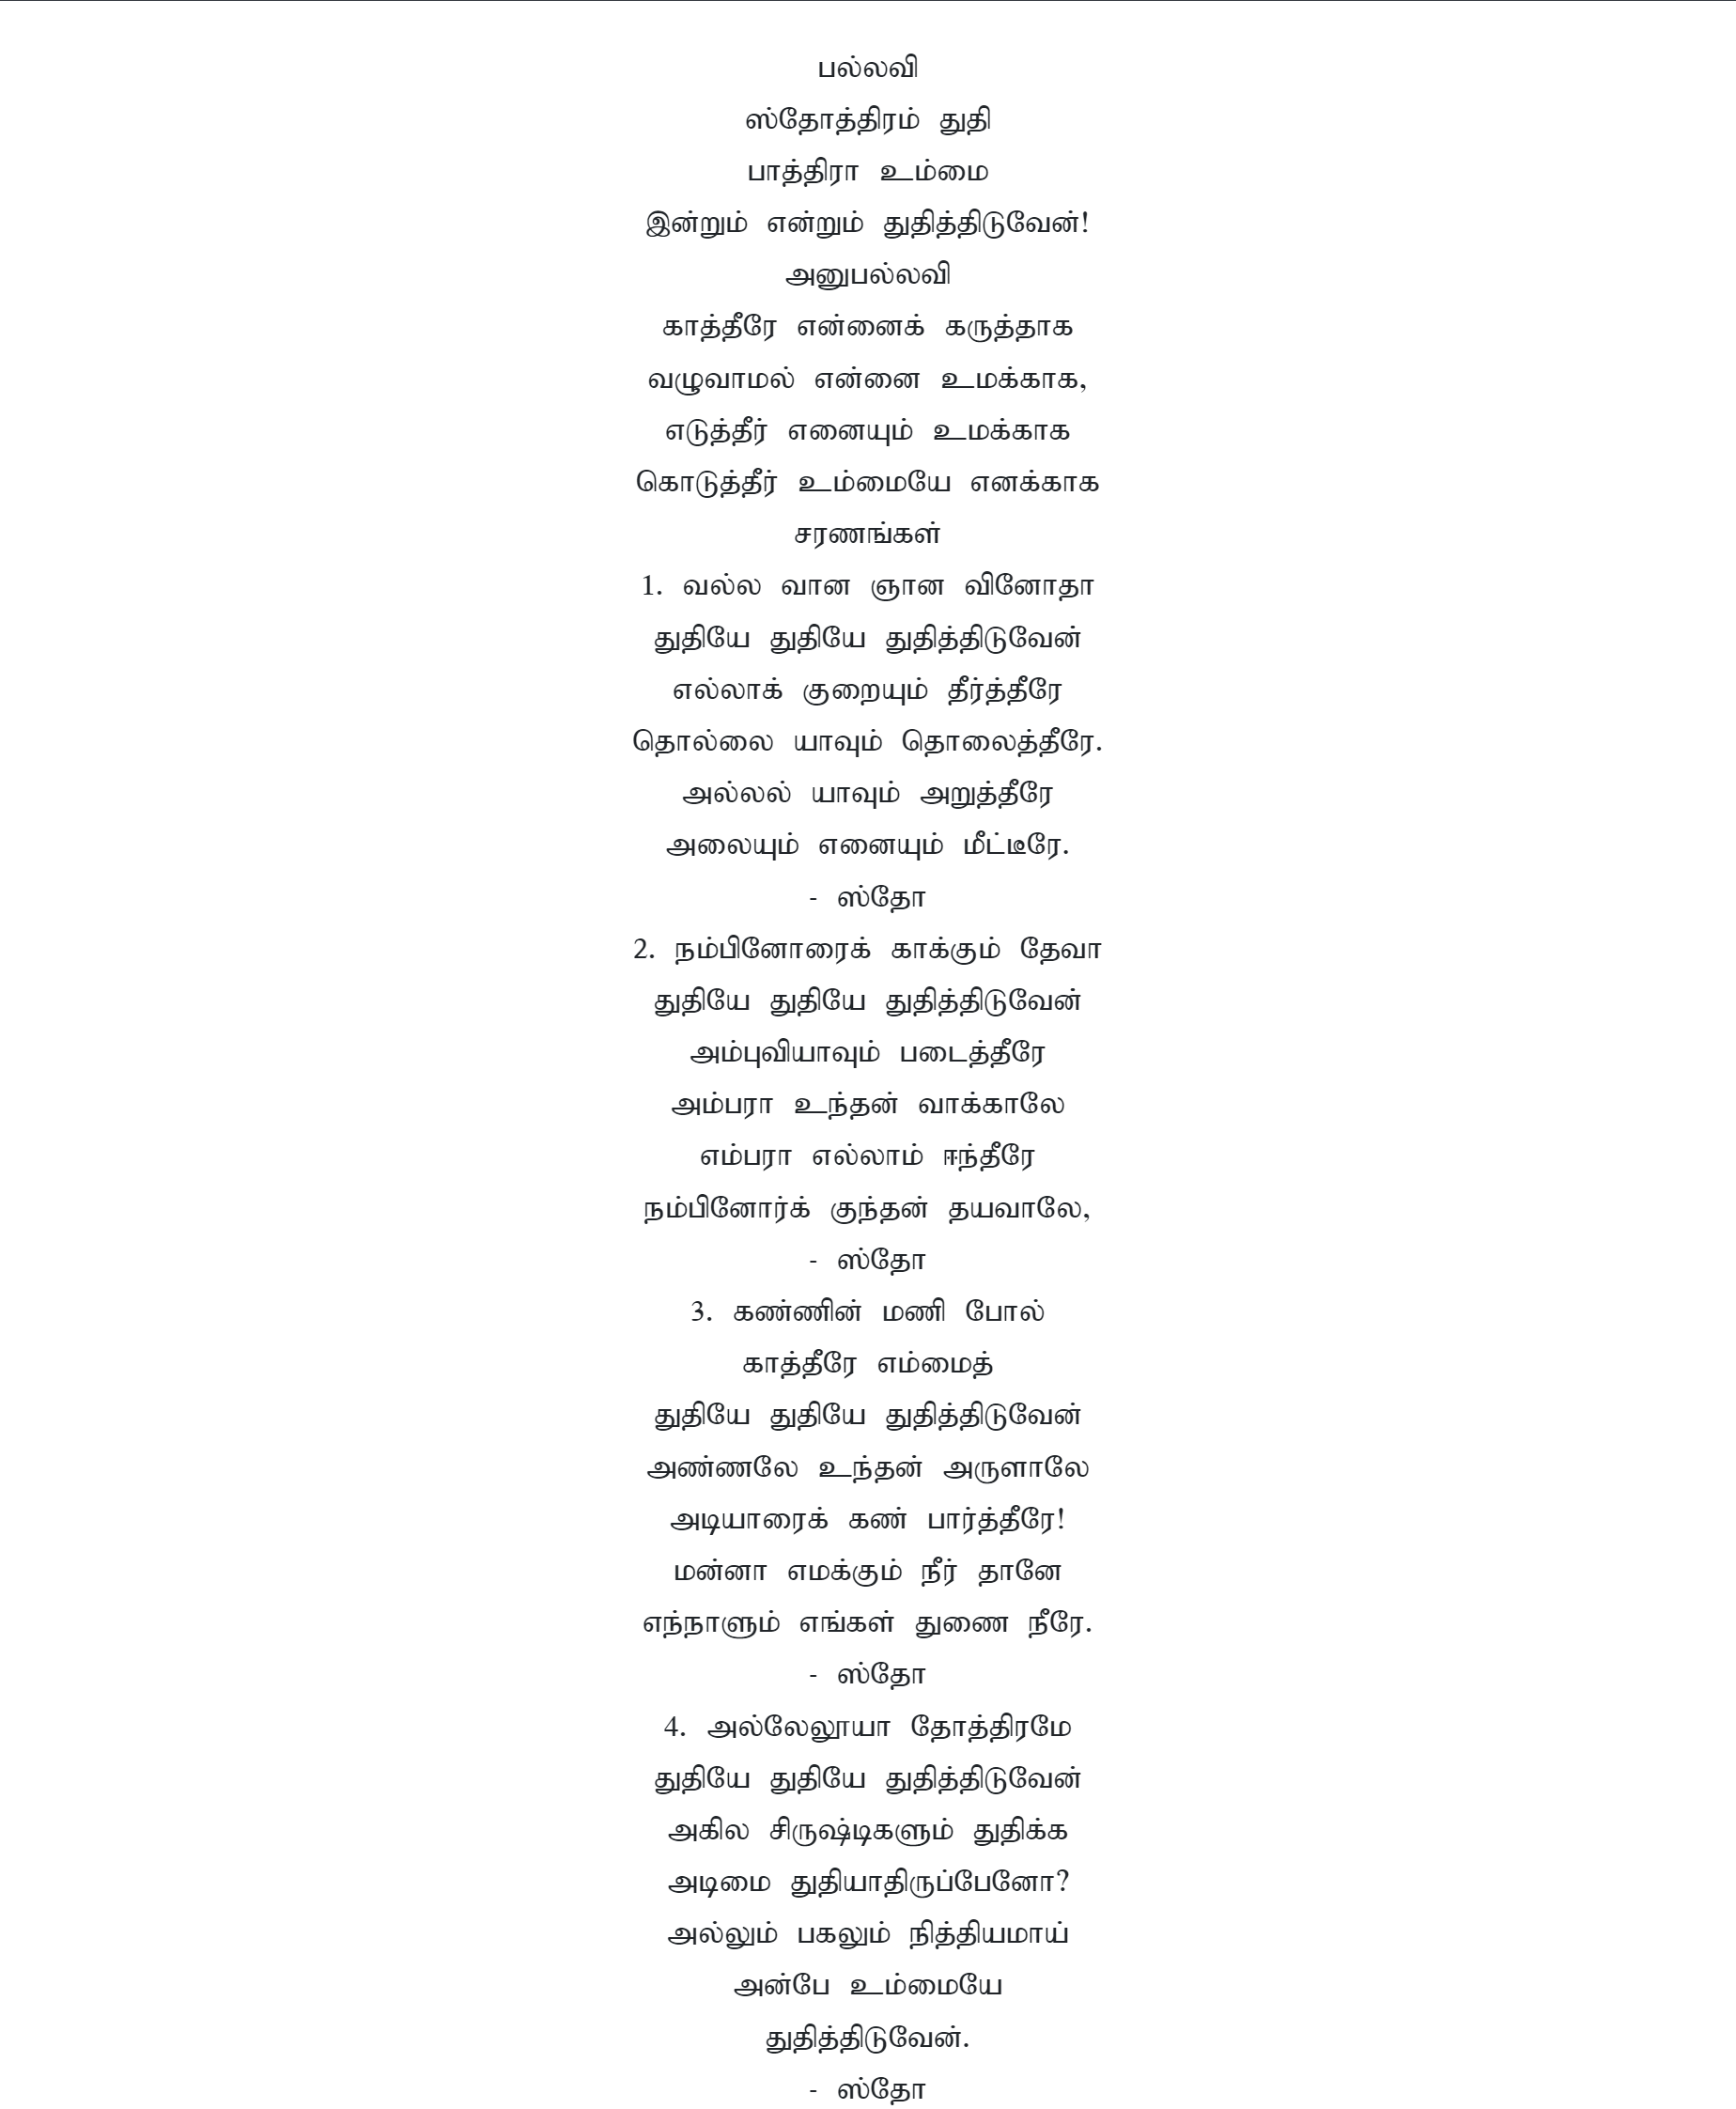 பல்லவி
ஸ்தோத்திரம் துதி
பாத்திரா உம்மை
இன்றும் என்றும் துதித்திடுவேன்!
அனுபல்லவி
காத்தீரே என்னைக் கருத்தாக
வழுவாமல் என்னை உமக்காக,
எடுத்தீர் எனையும் உமக்காக
கொடுத்தீர் உம்மையே எனக்காக
சரணங்கள்
1. வல்ல வான ஞான வினோதா
துதியே துதியே துதித்திடுவேன்
எல்லாக் குறையும் தீர்த்தீரே
தொல்லை யாவும் தொலைத்தீரே.
அல்லல் யாவும் அறுத்தீரே
அலையும் எனையும் மீட்டீரே.
- ஸ்தோ
2. நம்பினோரைக் காக்கும் தேவா
துதியே துதியே துதித்திடுவேன்
அம்புவியாவும் படைத்தீரே
அம்பரா உந்தன் வாக்காலே
எம்பரா எல்லாம் ஈந்தீரே
நம்பினோர்க் குந்தன் தயவாலே,
- ஸ்தோ
3. கண்ணின் மணி போல்
காத்தீரே எம்மைத்
துதியே துதியே துதித்திடுவேன்
அண்ணலே உந்தன் அருளாலே
அடியாரைக் கண் பார்த்தீரே!
மன்னா எமக்கும் நீர் தானே
எந்நாளும் எங்கள் துணை நீரே.
- ஸ்தோ
4. அல்லேலூயா தோத்திரமே
துதியே துதியே துதித்திடுவேன்
அகில சிருஷ்டிகளும் துதிக்க
அடிமை துதியாதிருப்பேனோ?
அல்லும் பகலும் நித்தியமாய்
அன்பே உம்மையே
துதித்திடுவேன்.
- ஸ்தோ